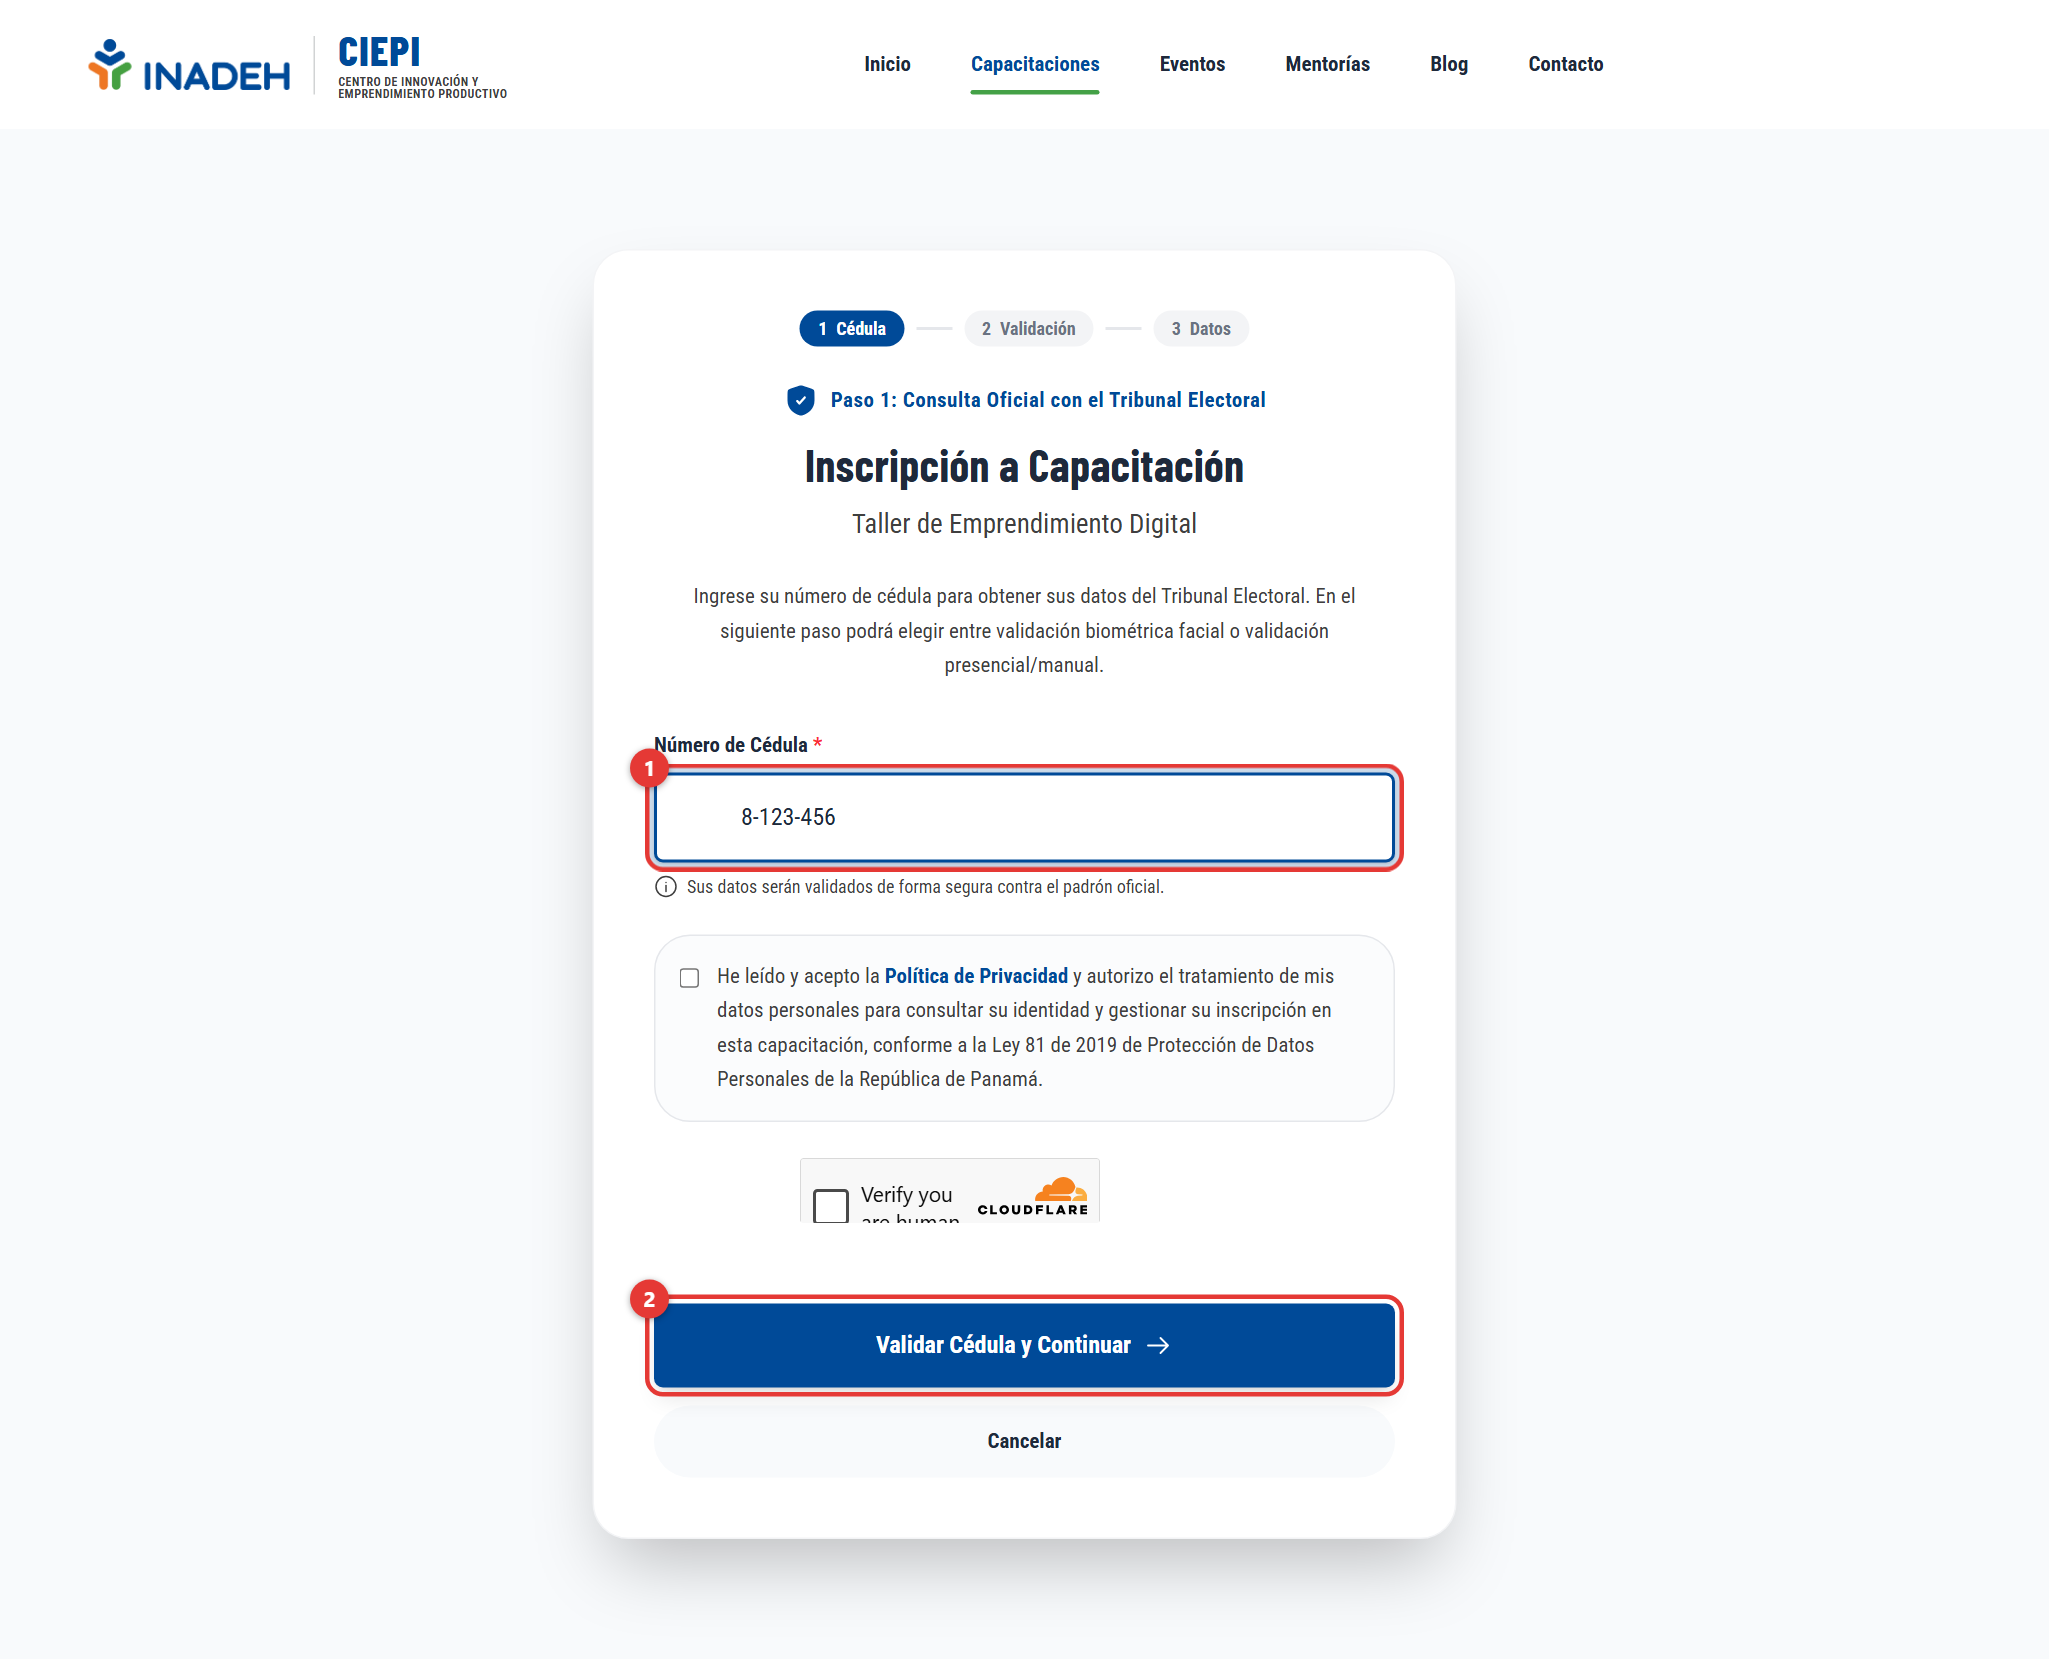 INADEH
CIEPI
CENTRO DE INNOVACIÓN Y
EMPRENDIMIENTO PRODUCTIVO
Inicio
Capacitaciones
Eventos
Mentorías
Blog
Contacto
1 Cédula
2 Validación
3 Datos
Paso 1: Consulta Oficial con el Tribunal Electoral
Inscripción a Capacitación
Taller de Emprendimiento Digital
Ingrese su número de cédula para obtener sus datos del Tribunal Electoral. En el
siguiente paso podrá elegir entre validación biométrica facial o validación
presencial/manual.
Número de Cédula *
1
8-123-456
Sus datos serán validados de forma segura contra el padrón oficial.
He leído y acepto la Política de Privacidad y autorizo el tratamiento de mis
datos personales para consultar su identidad y gestionar su inscripción en
esta capacitación, conforme a la Ley 81 de 2019 de Protección de Datos
Personales de la República de Panamá.
Verify you
are human
CLOUDFLARE
2
Validar Cédula y Continuar →
Cancelar